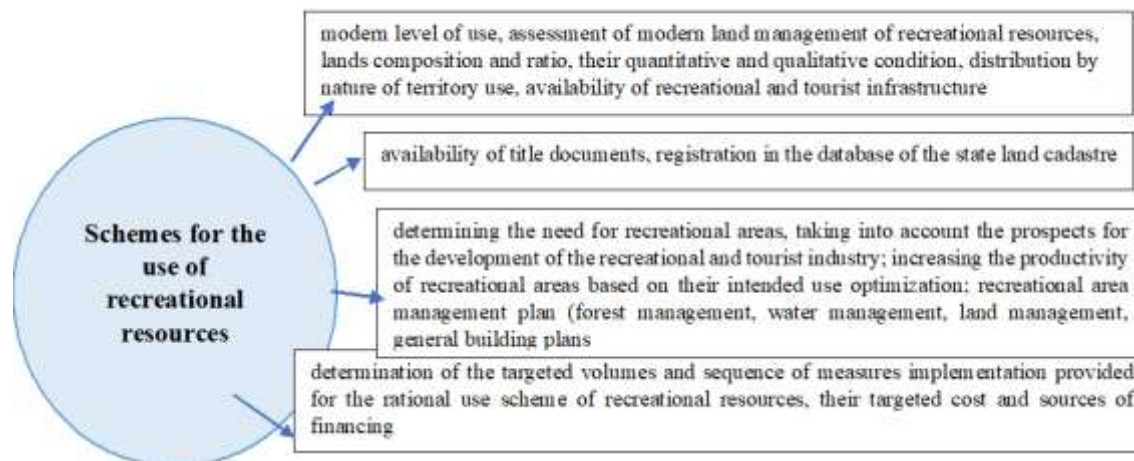 modern level of use, assessment of modern land management of recreational resources,
lands composition and ratio, their quantitative and qualitative condition, distribution by
nature of territory use, availability of recreational and tourist infrastructure
availability of title documents, registration in the database of the state land cadastre
Schemes for the
use of
recreational
resources
determining the need for recreational areas, taking into account the prospects for
the development of the recreational and tourist industry; increasing the productivity
of recreational areas based on their intended use optimization; recreational area
management plan (forest management, water management, land management,
general building plans
determination of the targeted volumes and sequence of measures implementation provided
for the rational use scheme of recreational resources, their targeted cost and sources of
financing